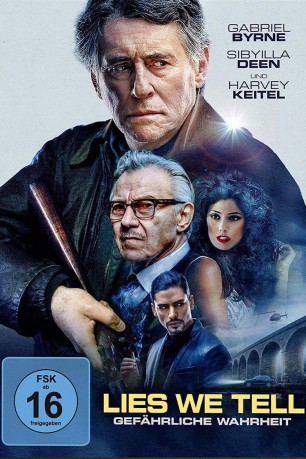 GABRIEL
BYRNE
SIBYLLA
DEEN
UND
HARVEY
KEITEL
FSK
ab
16
freigegeben
LIES WE TELL
GEFÄHRLICHE WAHRHEIT